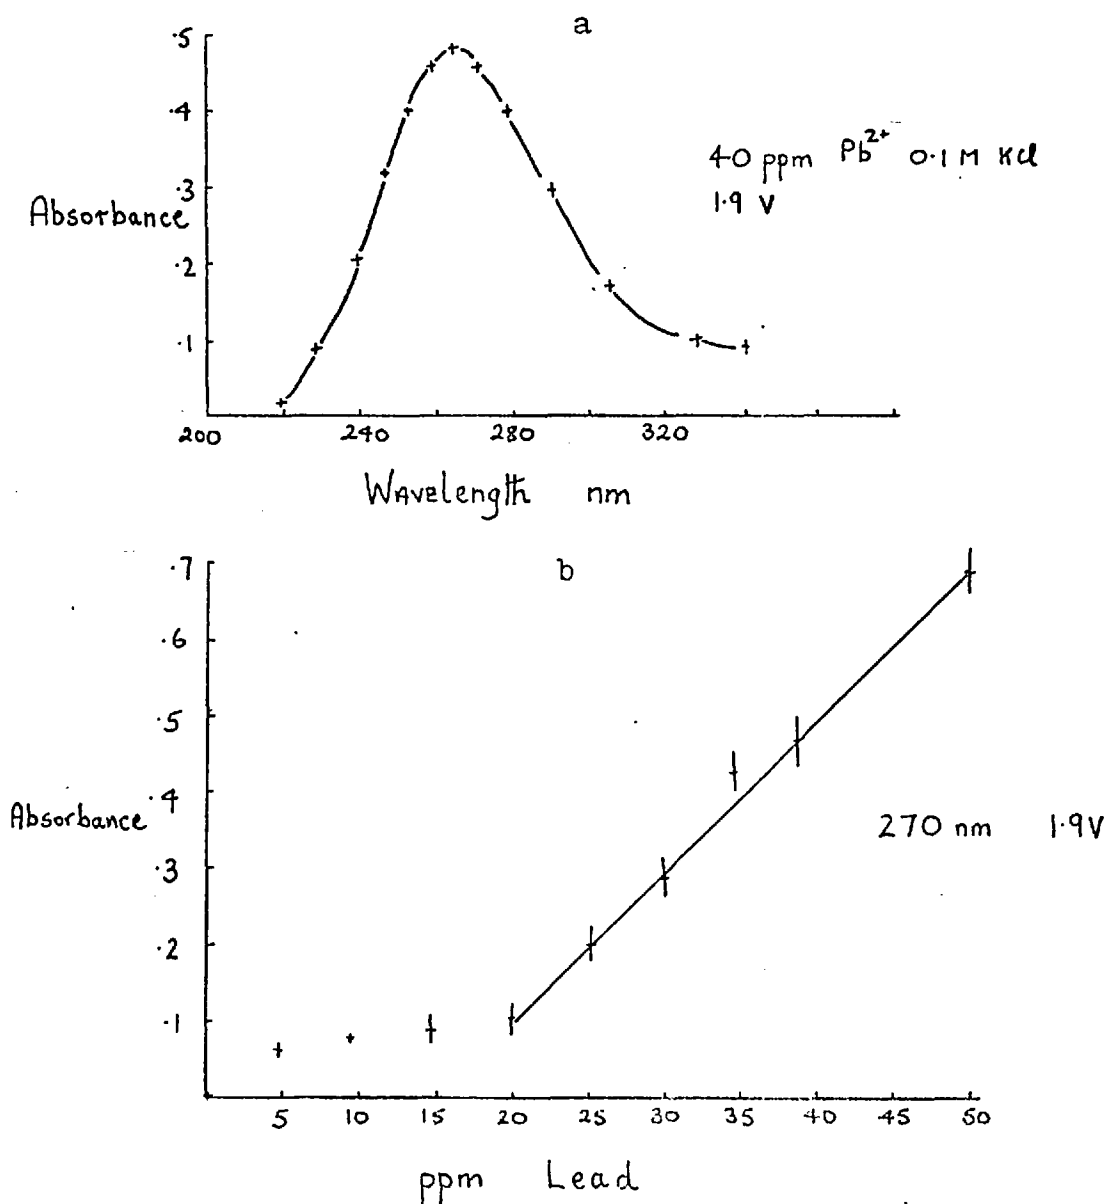 a
.5
.4
.3
.2
.1
Absorbance
40 ppm Pb2+ 0.1 M KCl
1.9 V
200 240 280 320
Wavelength nm
b
.7
.6
.5
.4
.3
.2
.1
Absorbance
270 nm 1.9V
5 10 15 20 25 30 35 40 45 50
ppm Lead